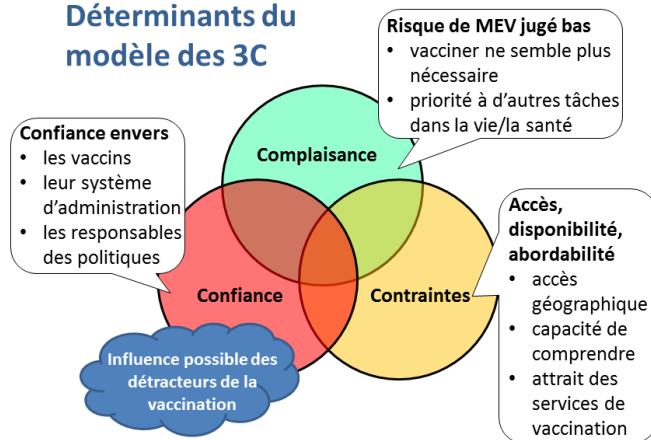 Déterminants du
modèle des 3C
Risque de MEV jugé bas
• vacciner ne semble plus
nécessaire
• priorité à d'autres tâches
dans la vie/la santé
Complaisance
Confiance envers
• les vaccins
• leur système
d'administration
• les responsables
des politiques
Accès,
disponibilité,
abordabilité
• accès
géographique
• capacité de
comprendre
• attrait des
services de
vaccination
Confiance
Contraintes
Influence possible des
détracteurs de la
vaccination